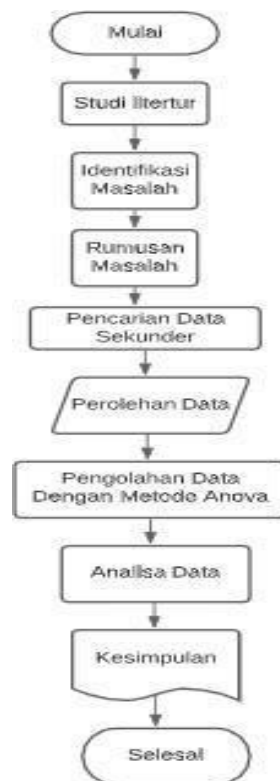 Mulai
Studi litertur
Identifikasi
Masalah
Rumusan
Masalah
Pencarian Data
Sekunder
Perolehan Data
Pengolahan Data
Dengan Metode Anova
Analisa Data
Kesimpulan
Selesai